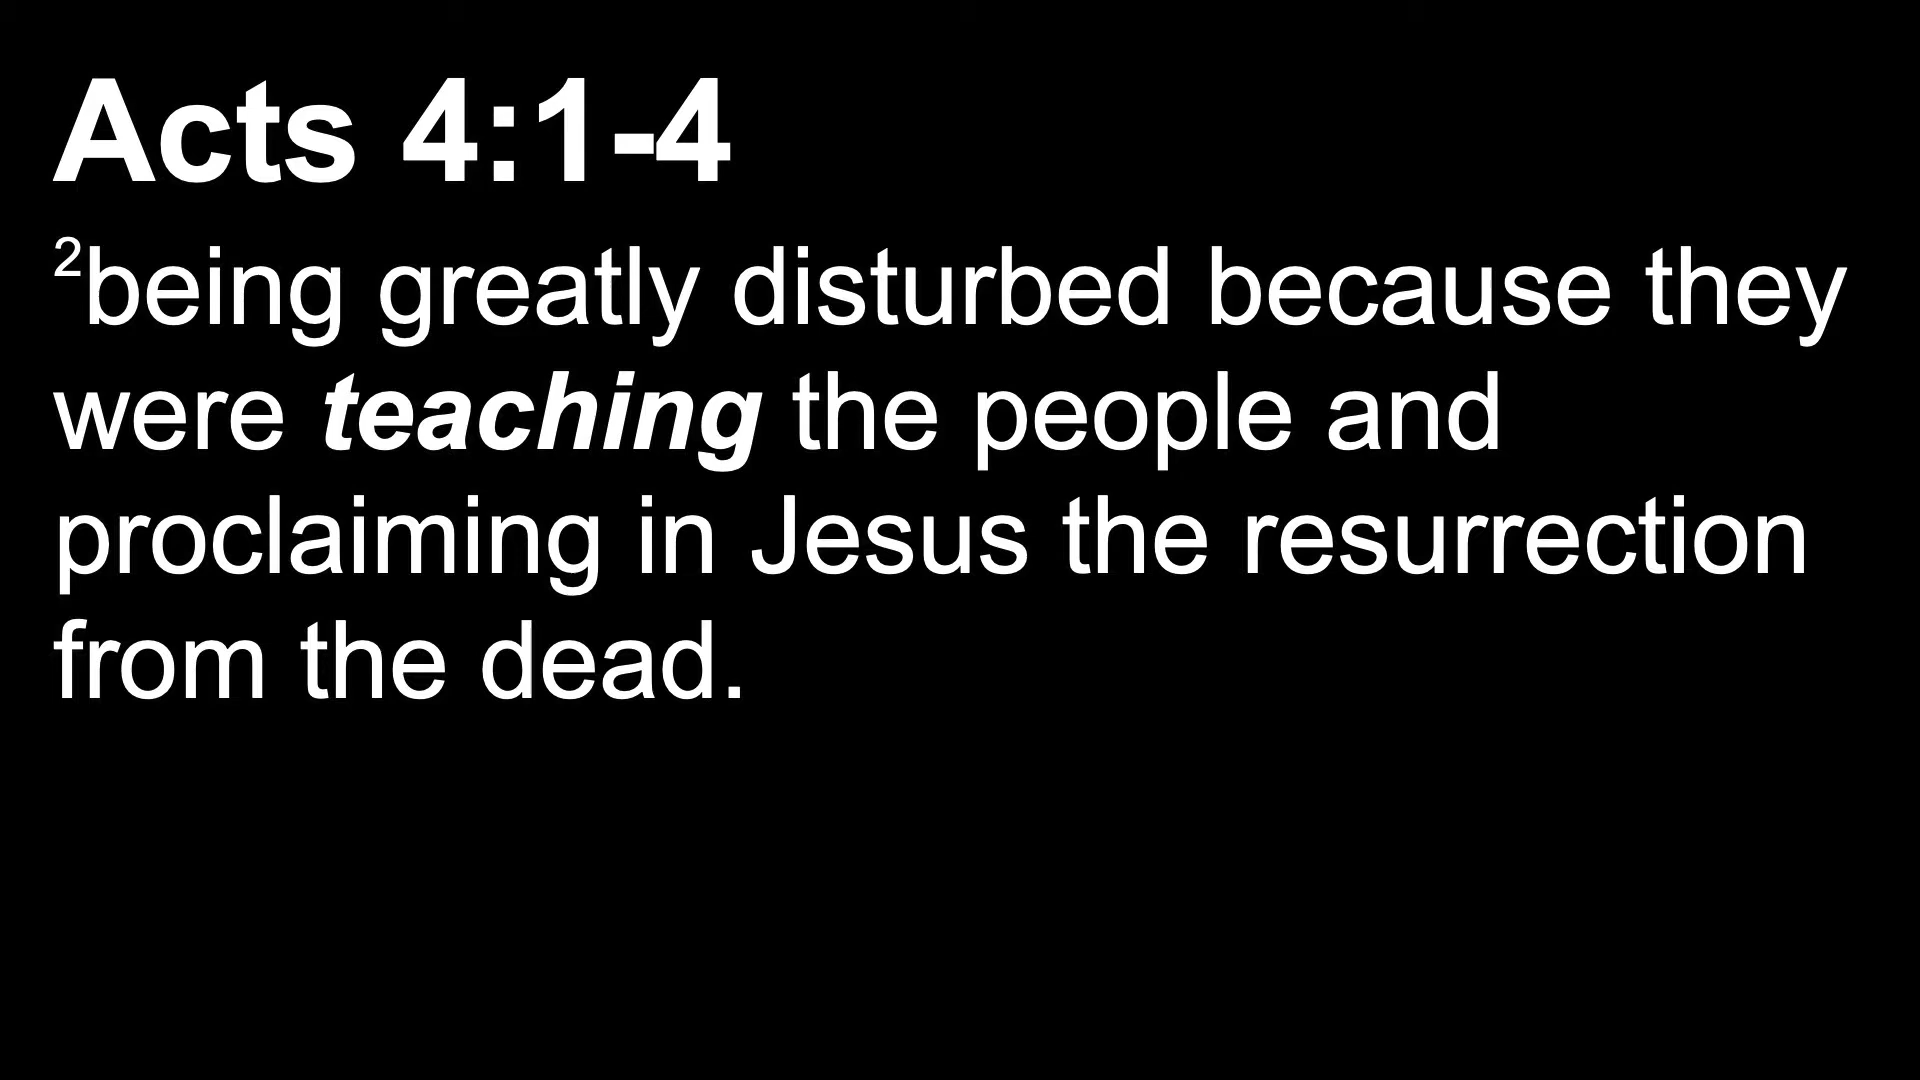 Acts 4:1-4
²being greatly disturbed because they
were teaching the people and
proclaiming in Jesus the resurrection
from the dead.